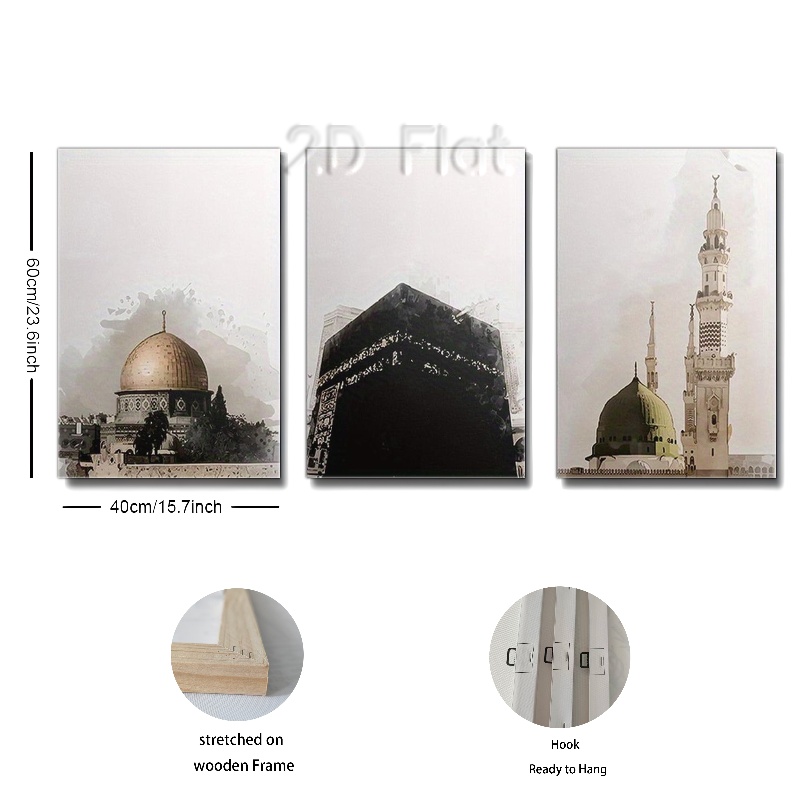 2D Flat
60cm/23.6inch
40cm/15.7inch
stretched on
wooden Frame
Hook
Ready to Hang